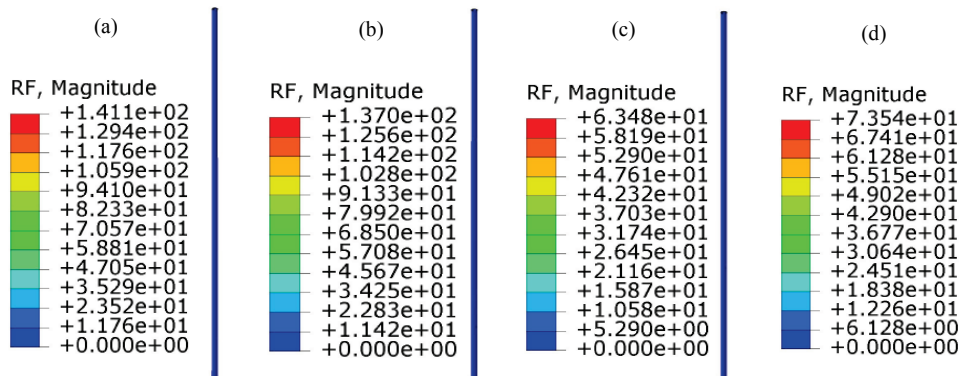 (a)
RF, Magnitude
+1.411e+02
+1.294e+02
+1.176e+02
+1.059e+02
+9.410e+01
+8.233e+01
+7.057e+01
+5.881e+01
+4.705e+01
+3.529e+01
+2.352e+01
+1.176e+01
+0.000e+00
(b)
RF, Magnitude
+1.370e+02
+1.256e+02
+1.142e+02
+1.028e+02
+9.133e+01
+7.992e+01
+6.850e+01
+5.708e+01
+4.567e+01
+3.425e+01
+2.283e+01
+1.142e+01
+0.000e+00
(c)
RF, Magnitude
+6.348e+01
+5.819e+01
+5.290e+01
+4.761e+01
+4.232e+01
+3.703e+01
+3.174e+01
+2.645e+01
+2.116e+01
+1.587e+01
+1.058e+01
+5.290e+00
+0.000e+00
(d)
RF, Magnitude
+7.354e+01
+6.741e+01
+6.128e+01
+5.515e+01
+4.902e+01
+4.290e+01
+3.677e+01
+3.064e+01
+2.451e+01
+1.838e+01
+1.226e+01
+6.128e+00
+0.000e+00